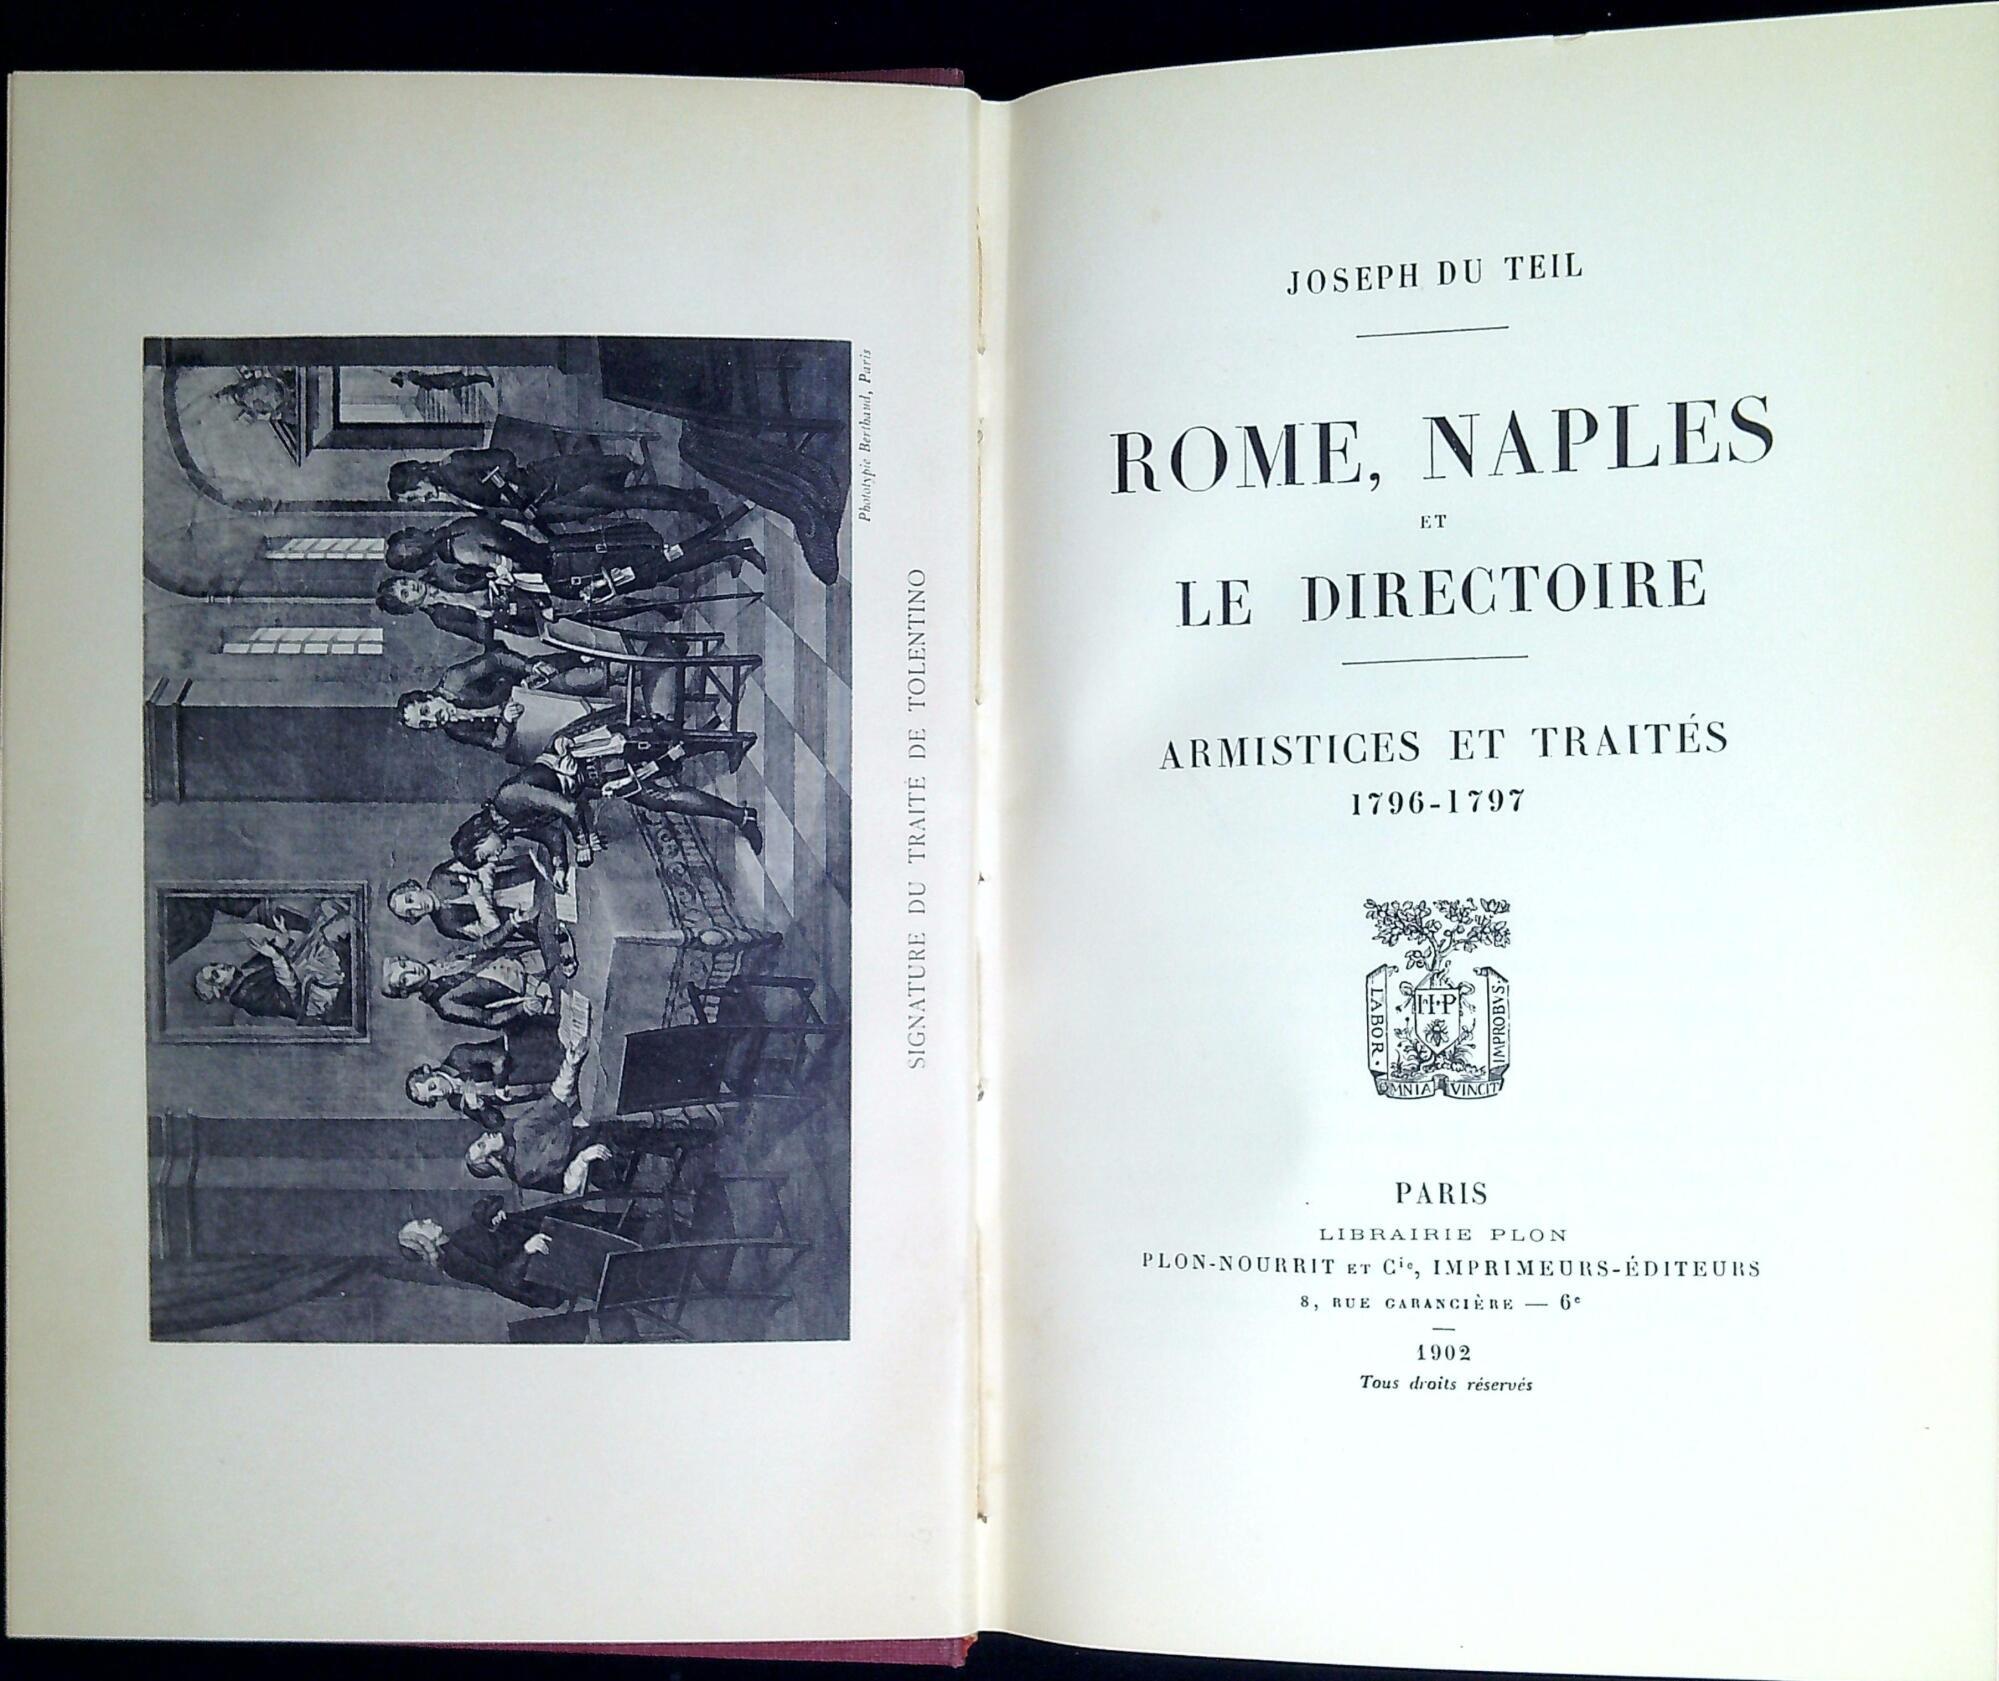 Phototypie Berthaud, Paris
SIGNATURE DU TRAITÉ DE TOLENTINO
JOSEPH DU TEIL
ROME, NAPLES
ET
LE DIRECTOIRE
ARMISTICES ET TRAITÉS
1796-1797
LABOR.
H·P
IMPROBVS.
OMNIA VINCIT
PARIS
LIBRAIRIE PLON
PLON-NOURRIT ET Cie, IMPRIMEURS-ÉDITEURS
8, RUE GARANCIÈRE — 6e
1902
Tous droits réservés